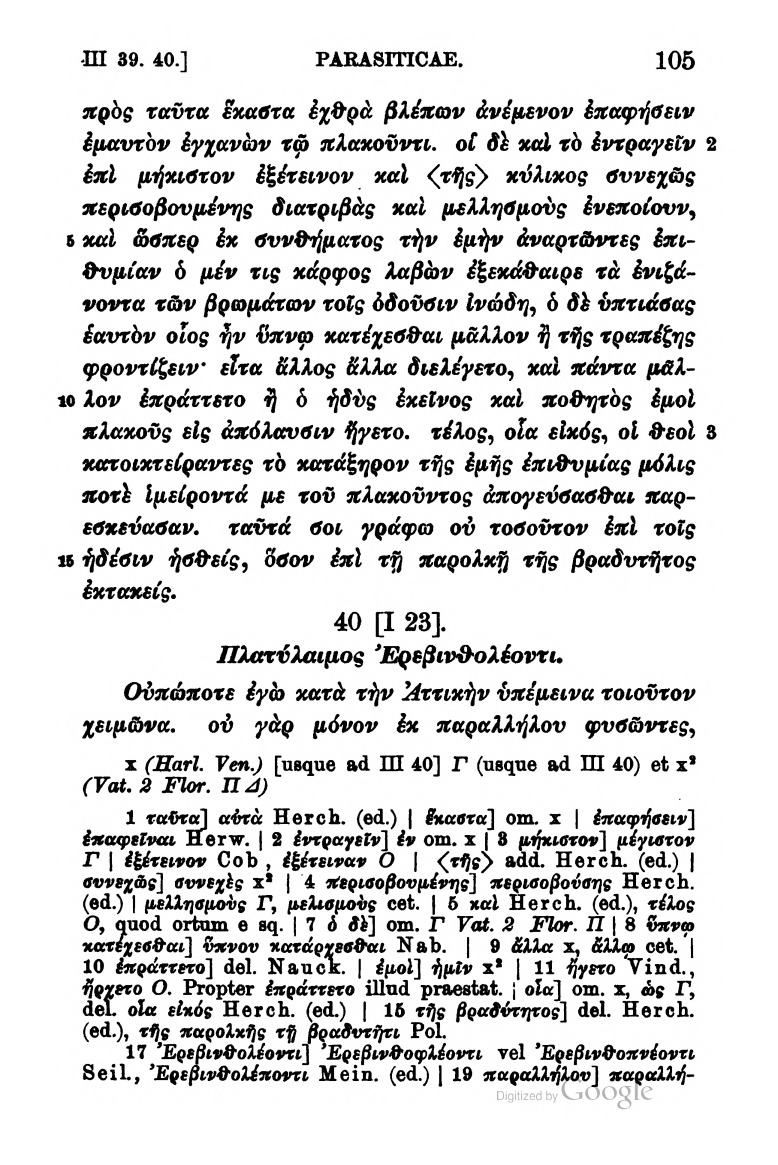 III 39. 40.] PARASITICAE. 105
πρὸς ταῦτα ἕκαστα ἐχθρὰ βλέπων ἀνέμενον ἐπαφήσειν
ἐμαυτὸν ἐγχανὼν τῷ πλακοῦντι. οἱ δὲ καὶ τὸ ἐντραγεῖν 2
ἐπὶ μήκιστον ἐξέτεινον καὶ ⟨τῆς⟩ κύλικος συνεχῶς
περισοβουμένης διατριβὰς καὶ μελλησμοὺς ἐνεποίουν,
5 καὶ ὥσπερ ἐκ συνθήματος τὴν ἐμὴν ἀναρτῶντες ἐπι-
θυμίαν ὁ μέν τις κάρφος λαβὼν ἐξεκάθαιρε τὰ ἐνιζά-
νοντα τῶν βρωμάτων τοῖς ὀδοῦσιν ἰνώδη, ὁ δὲ ὑπτιάσας
ἑαυτὸν οἷος ἦν ὕπνῳ κατέχεσθαι μᾶλλον ἢ τῆς τραπέζης
φροντίζειν· εἶτα ἄλλος ἄλλα διελέγετο, καὶ πάντα μᾶλ-
10 λον ἐπράττετο ἢ ὁ ἡδὺς ἐκεῖνος καὶ ποθητὸς ἐμοὶ
πλακοῦς εἰς ἀπόλαυσιν ἤγετο. τέλος, οἷα εἰκός, οἱ θεοὶ 3
κατοικτείραντες τὸ κατάξηρον τῆς ἐμῆς ἐπιθυμίας μόλις
ποτὲ ἱμείροντά με τοῦ πλακοῦντος ἀπογεύσασθαι παρ-
εσκεύασαν. ταῦτά σοι γράφω οὐ τοσοῦτον ἐπὶ τοῖς
15 ἡδέσιν ἡσθείς, ὅσον ἐπὶ τῇ παρολκῇ τῆς βραδυτῆτος
ἐκτακείς.
40 [I 23].
Πλατύλαιμος Ἐρεβινθολέοντι.
Οὐπώποτε ἐγὼ κατὰ τὴν Ἀττικὴν ὑπέμεινα τοιοῦτον
χειμῶνα. οὐ γὰρ μόνον ἐκ παραλλήλου φυσῶντες,
x (Harl. Ven.) [usque ad III 40] Γ (usque ad III 40) et x²
(Vat. 2 Flor. Π Δ)
1 ταῦτα] αὐτὰ Herch. (ed.) | ἕκαστα] om. x | ἐπαφήσειν]
ἐπαφεῖναι Herw. | 2 ἐντραγεῖν] ἐν om. x | 3 μήκιστον] μέγιστον
Γ | ἐξέτεινον Cob, ἐξέτειναν O | ⟨τῆς⟩ add. Herch. (ed.) |
συνεχῶς] συνεχὲς x² | 4 περισοβουμένης] περισοβούσης Herch.
(ed.) | μελλησμοὺς Γ, μελισμοὺς cet. | 5 καὶ Herch. (ed.), τέλος
O, quod ortum e sq. | 7 ὁ δὲ] om. Γ Vat. 2 Flor. Π | 8 ὕπνῳ
κατέχεσθαι] ὕπνου κατάρχεσθαι Nab. | 9 ἄλλα x, ἄλλῳ cet. |
10 ἐπράττετο] del. Nauck. | ἐμοὶ] ἡμῖν x² | 11 ἤγετο Vind.,
ἤρχετο O. Propter ἐπράττετο illud praestat. | οἷα] om. x, ὡς Γ,
del. οἷα εἰκός Herch. (ed.) | 15 τῆς βραδύτητος] del. Herch.
(ed.), τῆς παρολκῆς τῇ βραδυτῆτι Pol.
17 Ἐρεβινθολέοντι] Ἐρεβινθοφλέοντι vel Ἐρεβινθοπνέοντι
Seil., Ἐρεβινθολέποντι Mein. (ed.) | 19 παραλλήλου] παραλλή-
Digitized by Google